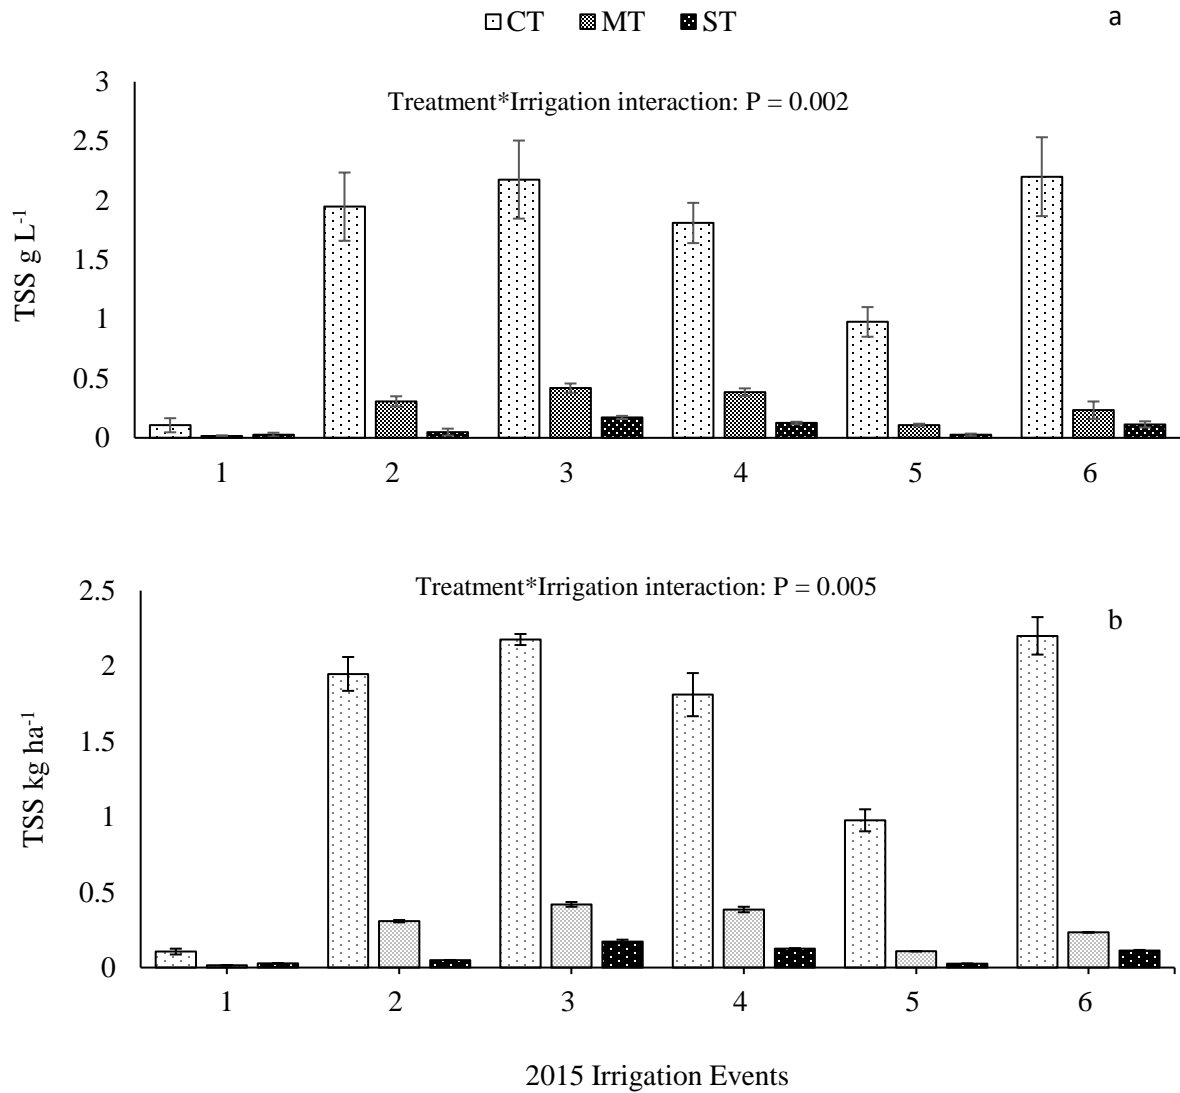 CT MT ST
a
Treatment*Irrigation interaction: P = 0.002
3
2.5
2
1.5
1
0.5
0
TSS g L-1
1 2 3 4 5 6
Treatment*Irrigation interaction: P = 0.005
b
2.5
2
1.5
1
0.5
0
TSS kg ha-1
1 2 3 4 5 6
2015 Irrigation Events